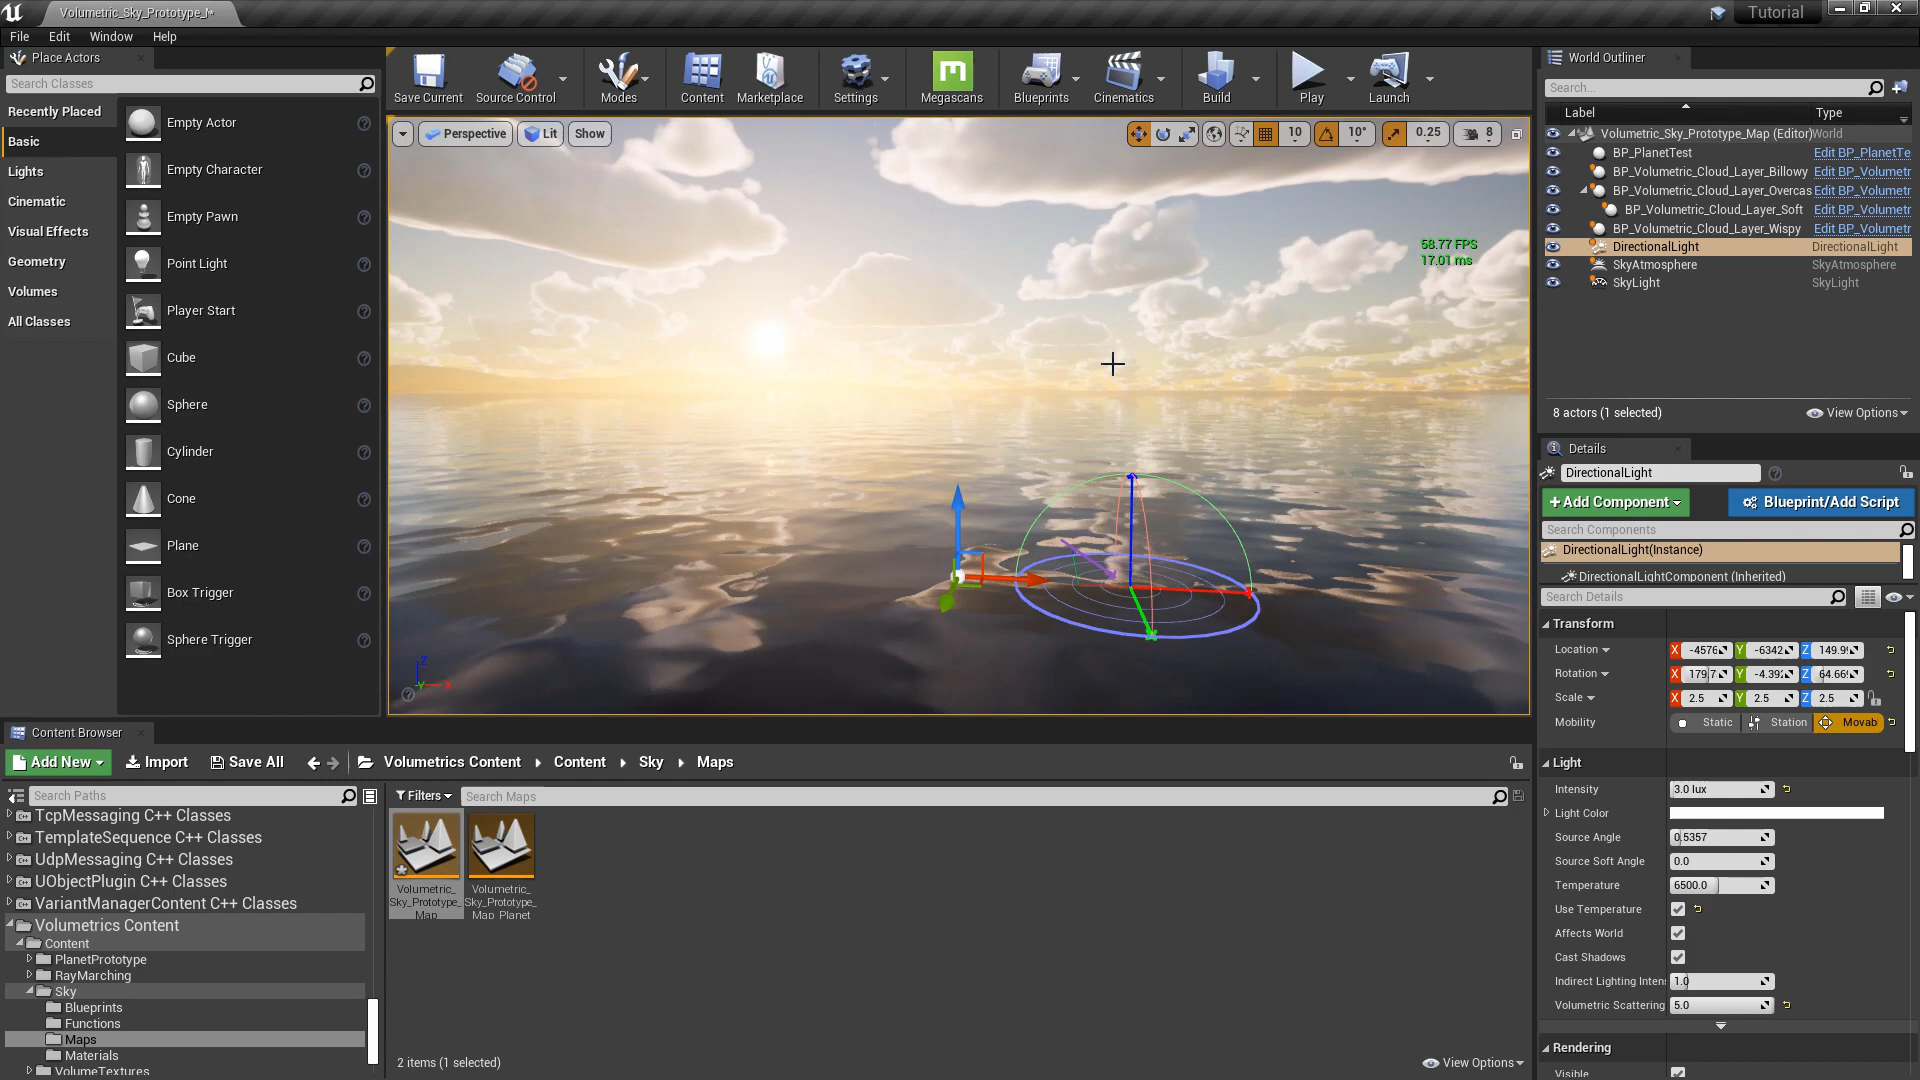 Volumetric_Sky_Prototype_M*
Tutorial
File Edit Window Help
Place Actors
Search Classes
Recently Placed
Basic
Lights
Cinematic
Visual Effects
Geometry
Volumes
All Classes
Empty Actor
Empty Character
Empty Pawn
Point Light
Player Start
Cube
Sphere
Cylinder
Cone
Plane
Box Trigger
Sphere Trigger
Save Current
Source Control
Modes
Content
Marketplace
Settings
Megascans
Blueprints
Cinematics
Build
Play
Launch
Perspective Lit Show
10 10° 0.25 8
58.77 FPS
17.01 ms
World Outliner
Search...
Label Type
Volumetric_Sky_Prototype_Map (Editor) World
BP_PlanetTest Edit BP_PlanetTe
BP_Volumetric_Cloud_Layer_Billowy Edit BP_Volumetr
BP_Volumetric_Cloud_Layer_Overcas Edit BP_Volumetr
BP_Volumetric_Cloud_Layer_Soft Edit BP_Volumetr
BP_Volumetric_Cloud_Layer_Wispy Edit BP_Volumetr
DirectionalLight DirectionalLight
SkyAtmosphere SkyAtmosphere
SkyLight SkyLight
8 actors (1 selected) View Options
Details
DirectionalLight
+Add Component Blueprint/Add Script
Search Components
DirectionalLight(Instance)
DirectionalLightComponent (Inherited)
Search Details
Transform
Location X -4576 Y -6342 Z 149.9
Rotation X 179.7 Y -4.392 Z 64.66
Scale X 2.5 Y 2.5 Z 2.5
Mobility Static Station Movab
Light
Intensity 3.0 lux
Light Color
Source Angle 0.5357
Source Soft Angle 0.0
Temperature 6500.0
Use Temperature
Affects World
Cast Shadows
Indirect Lighting Inten 1.0
Volumetric Scattering 5.0
Rendering
Visible
Content Browser
Add New Import Save All Volumetrics Content Content Sky Maps
Search Paths
TcpMessaging C++ Classes
TemplateSequence C++ Classes
UdpMessaging C++ Classes
UObjectPlugin C++ Classes
VariantManagerContent C++ Classes
Volumetrics Content
Content
PlanetPrototype
RayMarching
Sky
Blueprints
Functions
Maps
Materials
VolumeTextures
Filters Search Maps
Volumetric_
Sky_Prototype_
Map
Volumetric_
Sky_Prototype_
Map_Planet
2 items (1 selected) View Options